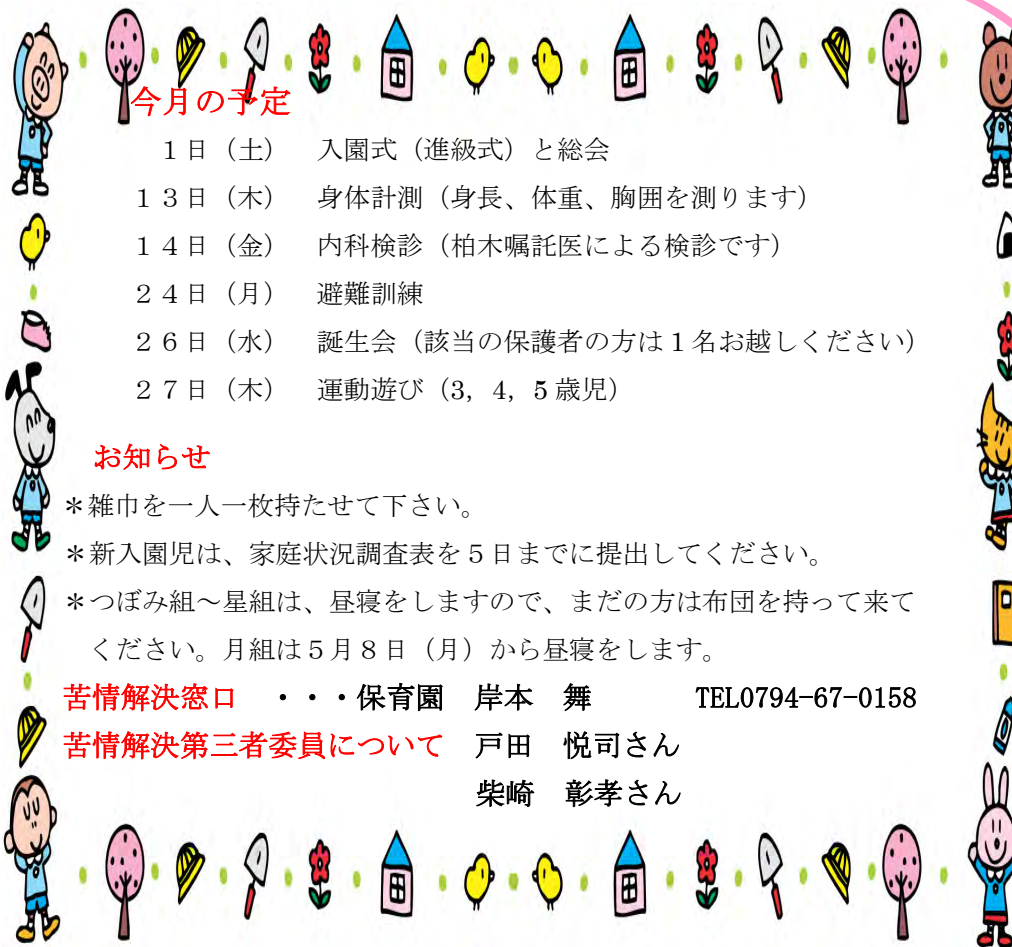 今月の予定
１日（土）　入園式（進級式）と総会
１３日（木）　身体計測（身長、体重、胸囲を測ります）
１４日（金）　内科検診（柏木嘱託医による検診です）
２４日（月）　避難訓練
２６日（水）　誕生会（該当の保護者の方は１名お越しください）
２７日（木）　運動遊び（3，4，5歳児）
お知らせ
＊雑巾を一人一枚持たせて下さい。
＊新入園児は、家庭状況調査表を５日までに提出してください。
＊つぼみ組～星組は、昼寝をしますので、まだの方は布団を持って来て
ください。月組は５月８日（月）から昼寝をします。
苦情解決窓口　・・・保育園　岸本　舞　TEL0794-67-0158
苦情解決第三者委員について　戸田　悦司さん
柴崎　彰孝さん